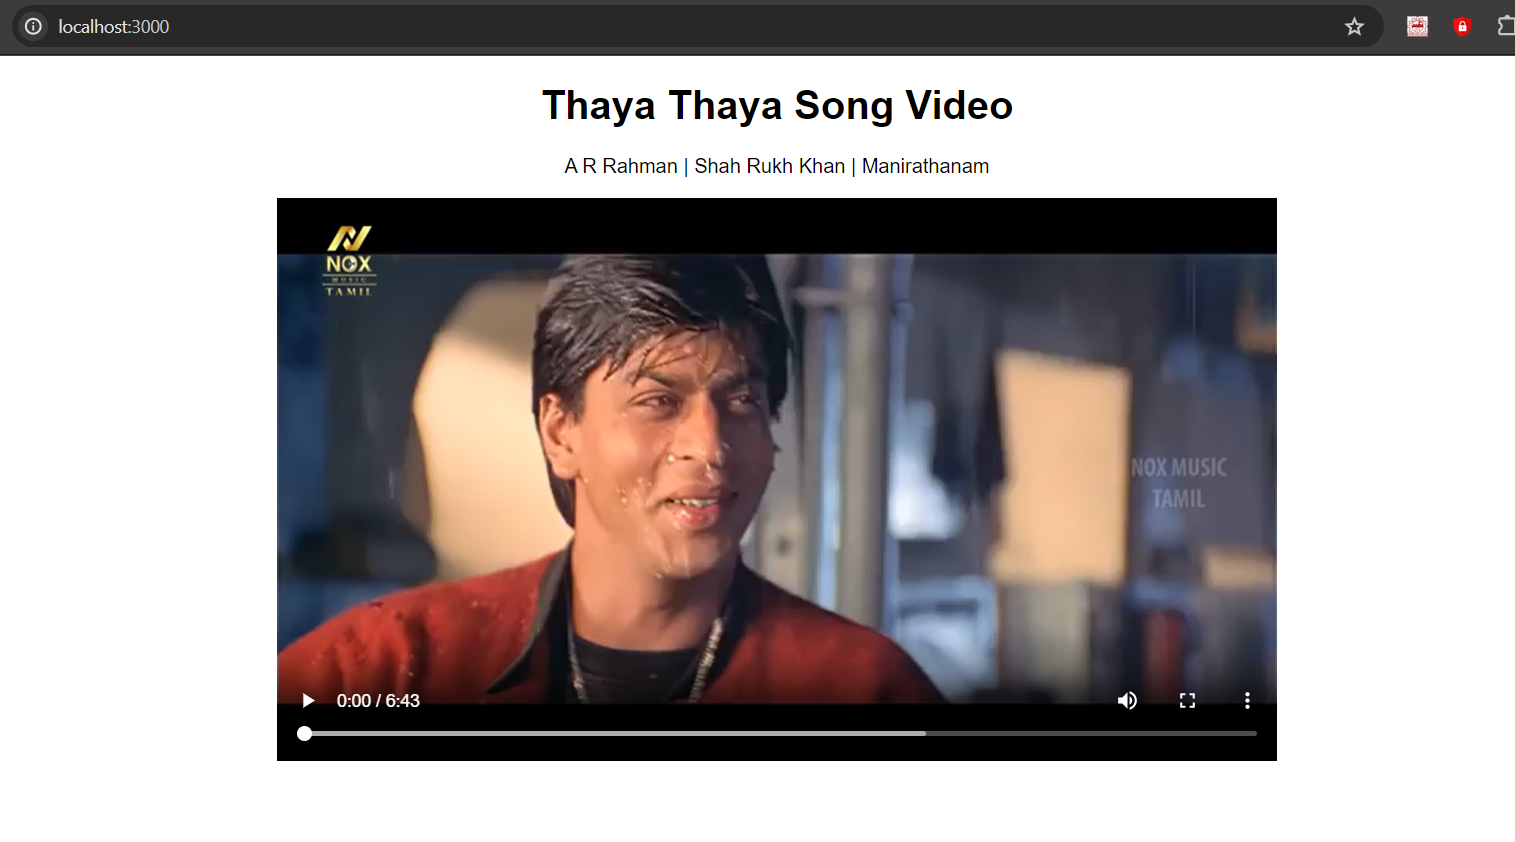 localhost:3000
Thaya Thaya Song Video
A R Rahman | Shah Rukh Khan | Manirathanam
NOX
MUSIC
TAMIL
NOX MUSIC
TAMIL
0:00 / 6:43